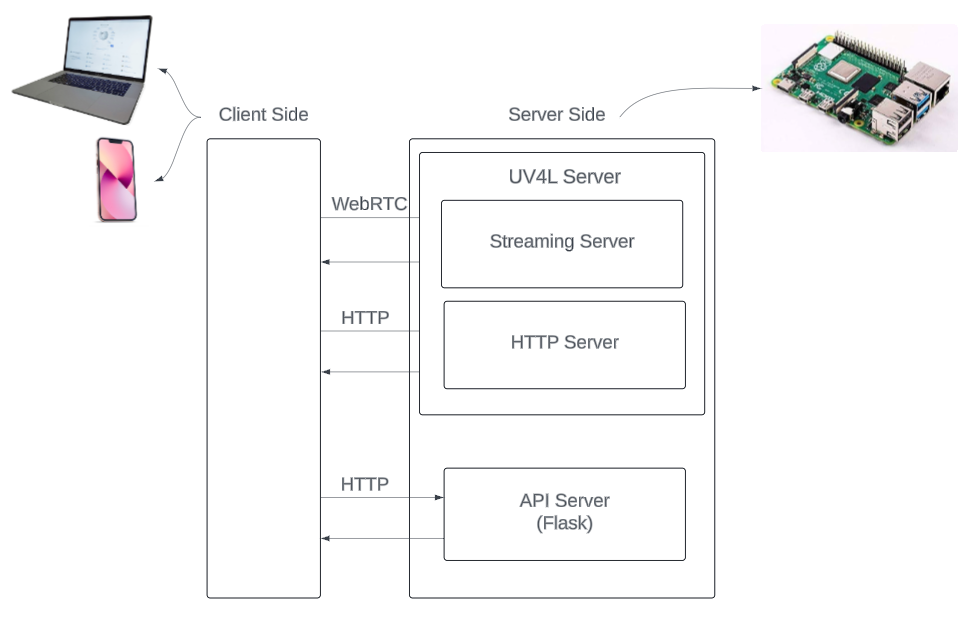 Client Side
Server Side
UV4L Server
WebRTC
Streaming Server
HTTP
HTTP Server
HTTP
API Server
(Flask)